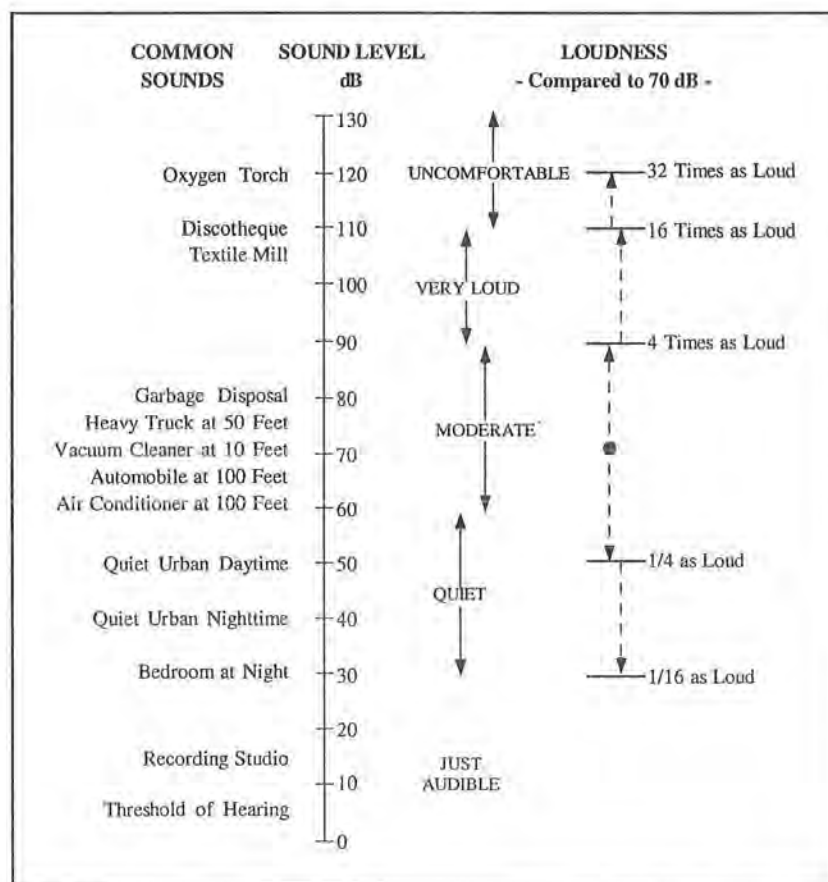 COMMON SOUNDS
SOUND LEVEL dB
LOUDNESS
- Compared to 70 dB -
130
Oxygen Torch
120
UNCOMFORTABLE
32 Times as Loud
Discotheque
110
16 Times as Loud
Textile Mill
100
VERY LOUD
90
4 Times as Loud
Garbage Disposal
80
Heavy Truck at 50 Feet
MODERATE
Vacuum Cleaner at 10 Feet
70
Automobile at 100 Feet
Air Conditioner at 100 Feet
60
Quiet Urban Daytime
50
1/4 as Loud
QUIET
Quiet Urban Nighttime
40
Bedroom at Night
30
1/16 as Loud
20
Recording Studio
JUST AUDIBLE
10
Threshold of Hearing
0